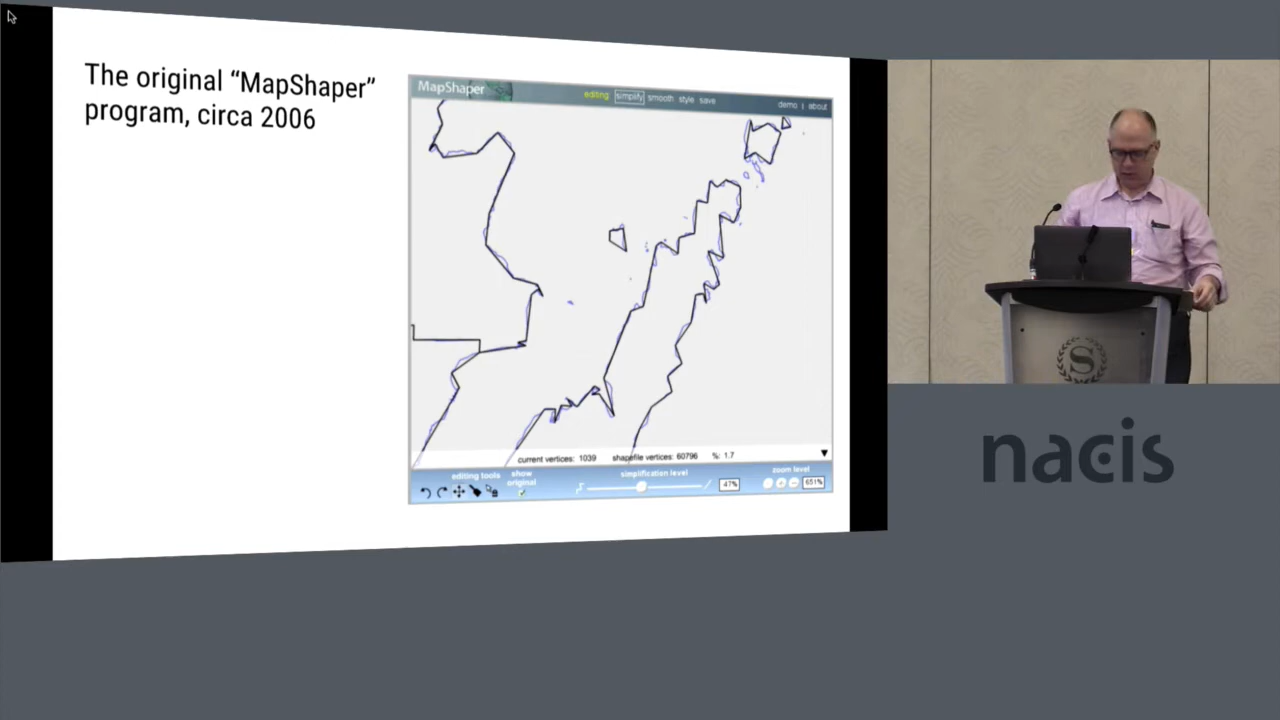 The original “MapShaper”
program, circa 2006
MapShaper
editing simplify smooth style save
demo | about
current vertices: 1039 shapefile vertices: 60796 %: 1.7
editing tools
show
original
simplification level
47%
zoom level
651%
S
nacis